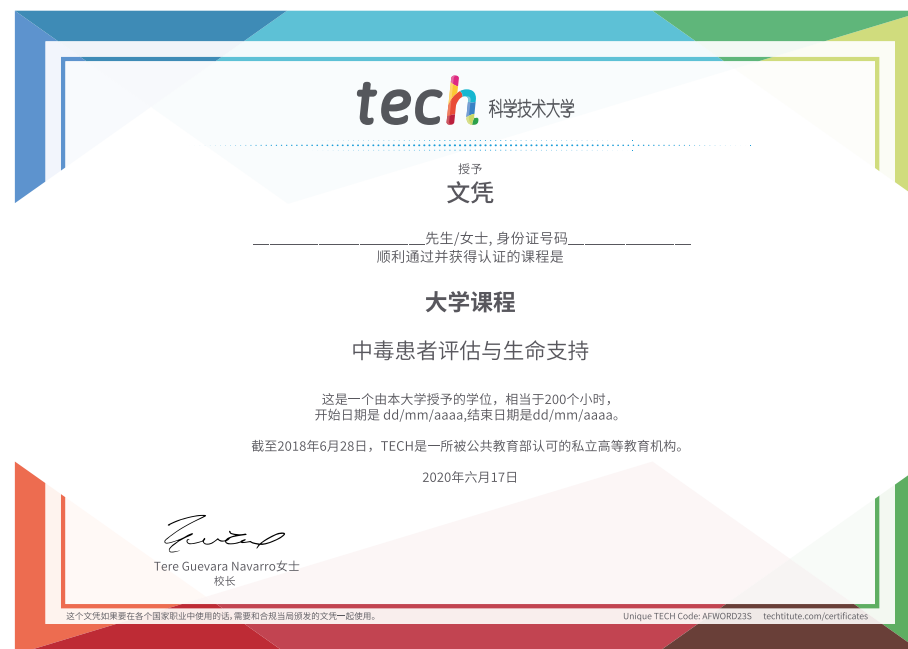 tech 科学技术大学
授予
文凭
______________________先生/女士, 身份证号码________________
顺利通过并获得认证的课程是
大学课程
中毒患者评估与生命支持
这是一个由本大学授予的学位，相当于200个小时，
开始日期是 dd/mm/aaaa,结束日期是dd/mm/aaaa。
截至2018年6月28日，TECH是一所被公共教育部认可的私立高等教育机构。
2020年六月17日
Tere Guevara Navarro女士
校长
这个文凭如果要在各个国家职业中使用的话,需要和合规当局颁发的文凭一起使用。
Unique TECH Code: AFWORD23S techtitute.com/certificates